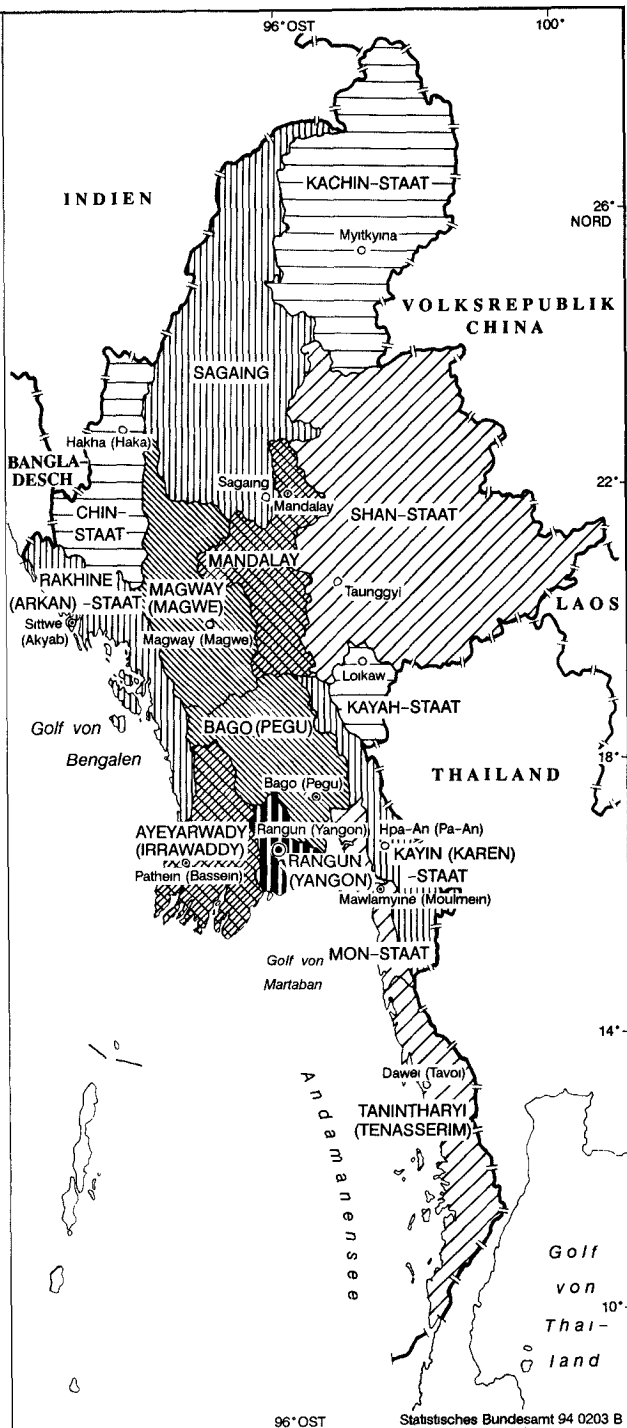 96° OST
100°
INDIEN
KACHIN-STAAT
26°
NORD
Myitkyina
VOLKSREPUBLIK
CHINA
SAGAING
Hakha (Haka)
BANGLA-
DESCH
Sagaing
22°
Mandalay
CHIN-
STAAT
SHAN-STAAT
MANDALAY
RAKHINE
(ARKAN) -STAAT
MAGWAY
(MAGWE)
Taunggyi
LAOS
Sittwe
(Akyab)
Magway (Magwe)
Loikaw
KAYAH-STAAT
Golf von
Bengalen
BAGO (PEGU)
18°
THAILAND
Bago (Pegu)
AYEYARWADY
(IRRAWADDY)
Rangun (Yangon)
Hpa-An (Pa-An)
RANGUN
(YANGON)
KAYIN (KAREN)
-STAAT
Pathein (Bassein)
Mawlamyine (Moulmein)
MON-STAAT
Golf von
Martaban
14°
Dawei (Tavoi)
TANINTHARYI
(TENASSERIM)
Andamanensee
Golf
von
Thai-
land
10°
96° OST
Statistisches Bundesamt 94 0203 B